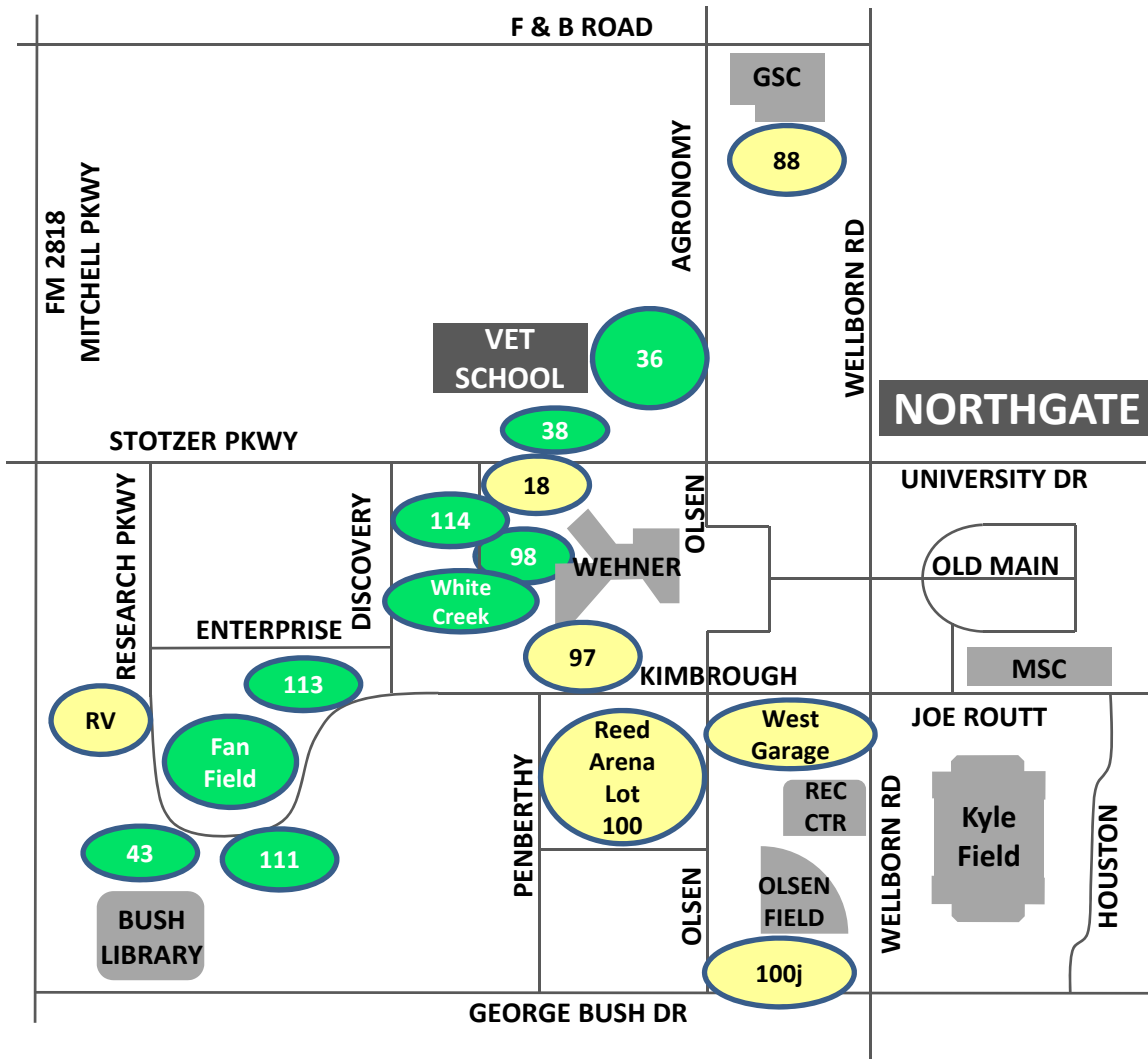 F & B ROAD
GSC
88
AGRONOMY
WELLBORN RD
FM 2818
MITCHELL PKWY
VET
SCHOOL
36
NORTHGATE
38
STOTZER PKWY
UNIVERSITY DR
18
RESEARCH PKWY
DISCOVERY
OLSEN
114
98
WEHNER
OLD MAIN
White
Creek
ENTERPRISE
97
KIMBROUGH
MSC
113
RV
Fan
Field
Reed
Arena
Lot
100
West
Garage
JOE ROUTT
REC
CTR
WELLBORN RD
Kyle
Field
HOUSTON
PENBERTHY
43
111
OLSEN
OLSEN
FIELD
BUSH
LIBRARY
100j
GEORGE BUSH DR